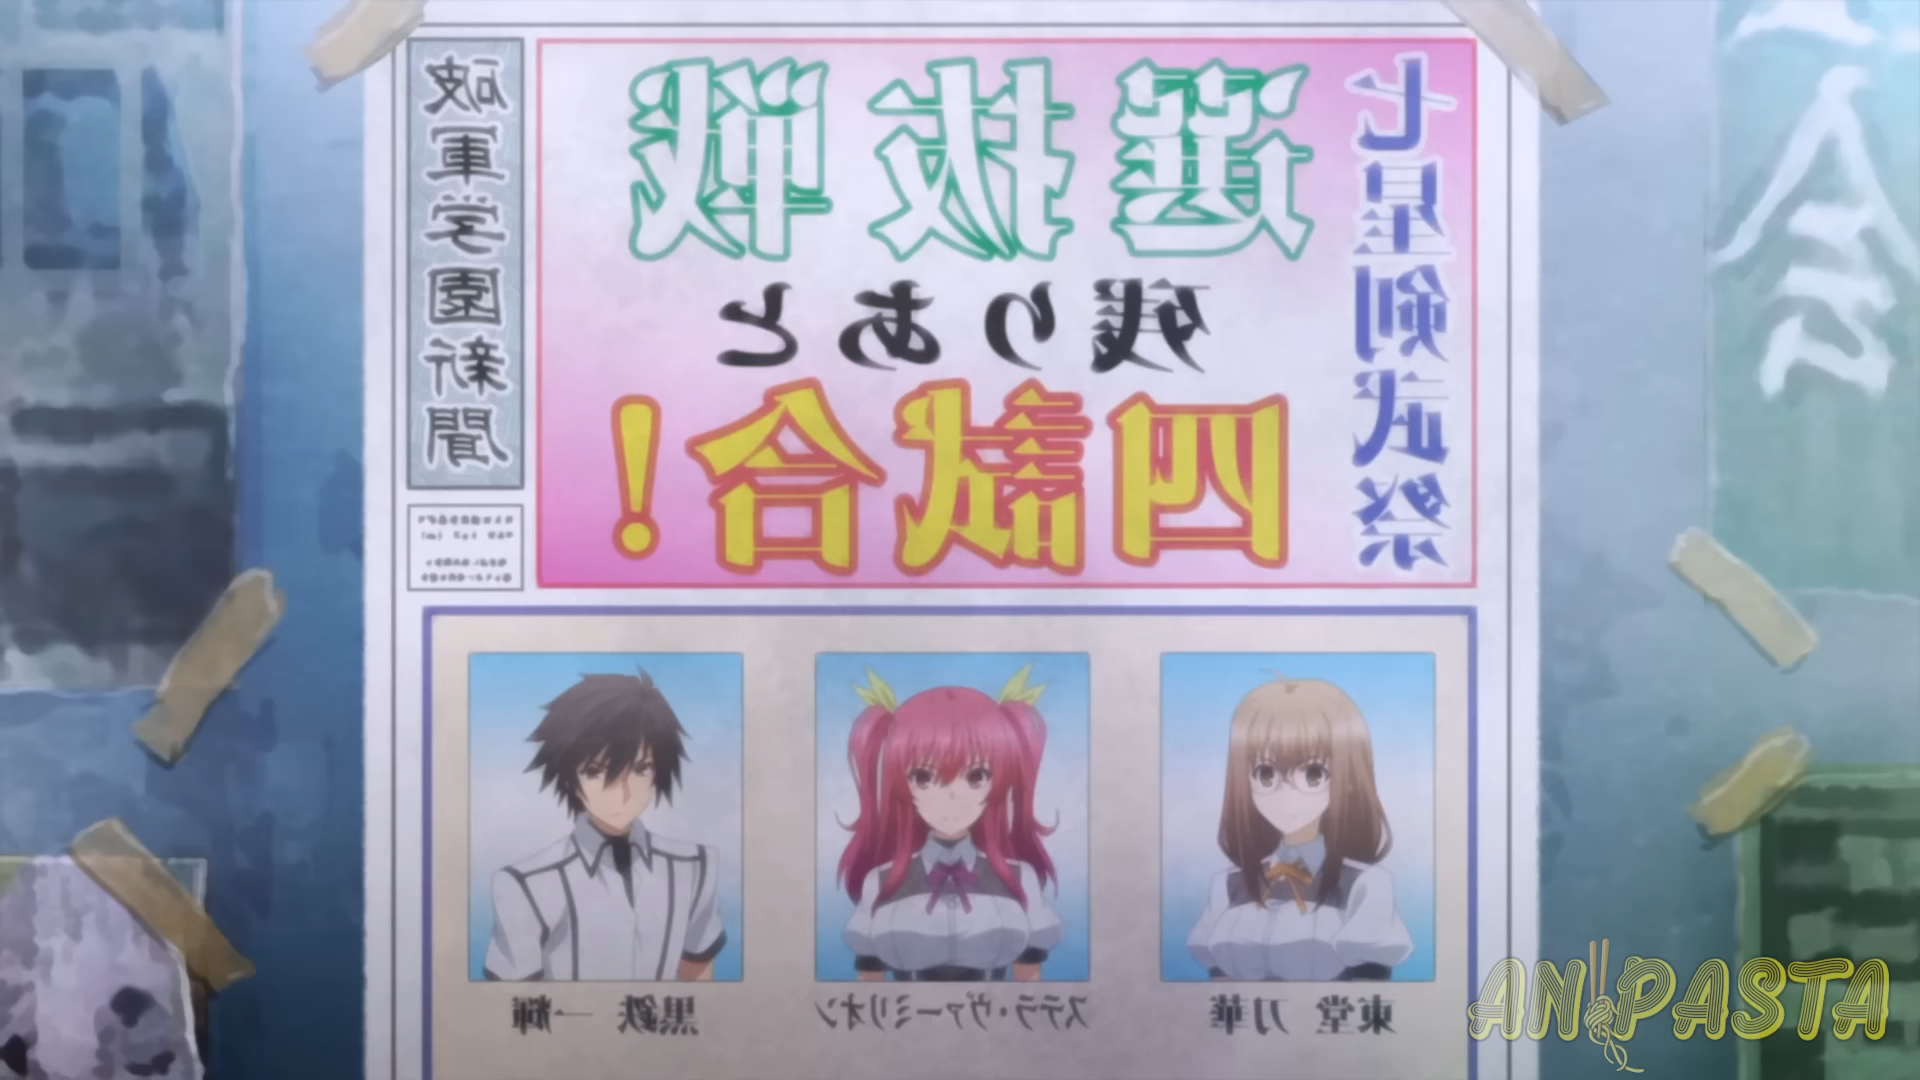 破軍学園新聞
七星剣武祭
選抜戦
残りあと
四試合!
黒鉄 一輝
ステラ・ヴァーミリオン
東堂 刀華
ANIPASTA